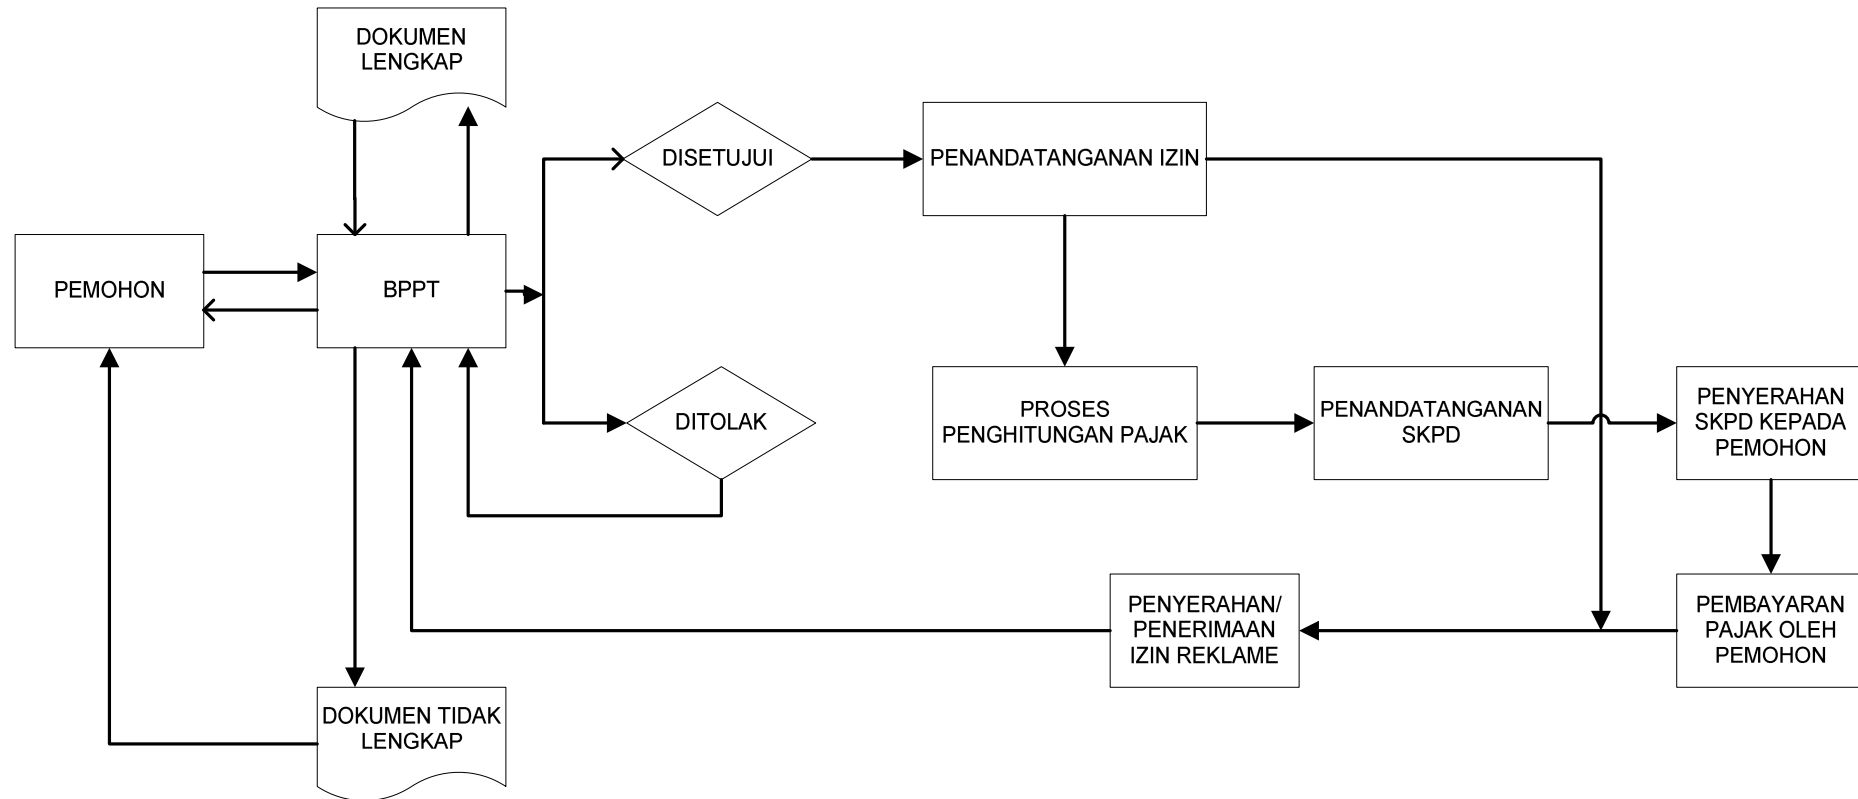 DOKUMEN
LENGKAP
DISETUJUI
PENANDATANGANAN IZIN
PEMOHON
BPPT
DITOLAK
PROSES
PENGHITUNGAN PAJAK
PENANDATANGANAN
SKPD
PENYERAHAN
SKPD KEPADA
PEMOHON
PENYERAHAN/
PENERIMAAN
IZIN REKLAME
PEMBAYARAN
PAJAK OLEH
PEMOHON
DOKUMEN TIDAK
LENGKAP